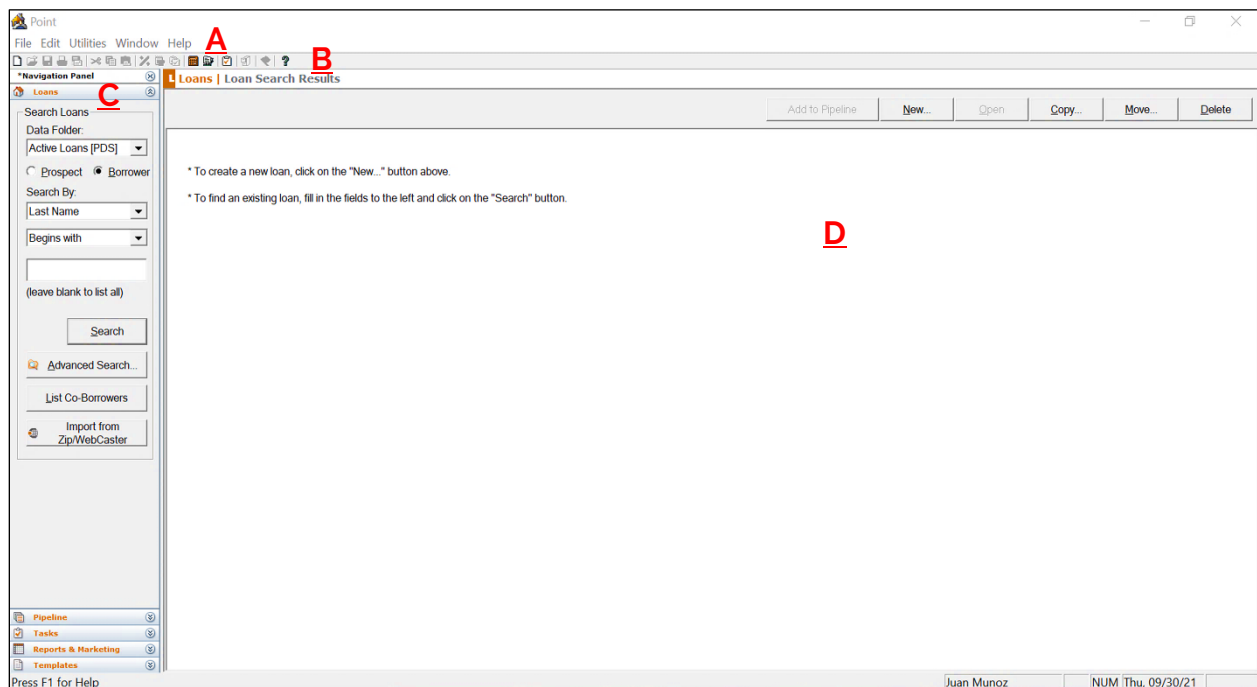 Point
File Edit Utilities Window Help
A
B
*Navigation Panel
L Loans | Loan Search Results
Loans
C
Add to Pipeline New... Open Copy... Move... Delete
Search Loans
Data Folder:
Active Loans [PDS]
Prospect Borrower
Search By:
Last Name
Begins with
(leave blank to list all)
Search
Advanced Search...
List Co-Borrowers
Import from
Zip/WebCaster
* To create a new loan, click on the "New..." button above.
* To find an existing loan, fill in the fields to the left and click on the "Search" button.
D
Pipeline
Tasks
Reports & Marketing
Templates
Press F1 for Help Juan Munoz NUM Thu. 09/30/21